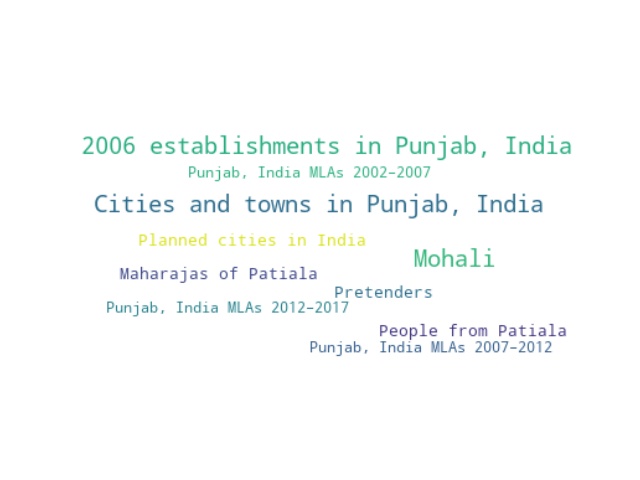 2006 establishments in Punjab, India
Punjab, India MLAs 2002–2007
Cities and towns in Punjab, India
Planned cities in India
Mohali
Maharajas of Patiala
Pretenders
Punjab, India MLAs 2012–2017
People from Patiala
Punjab, India MLAs 2007–2012